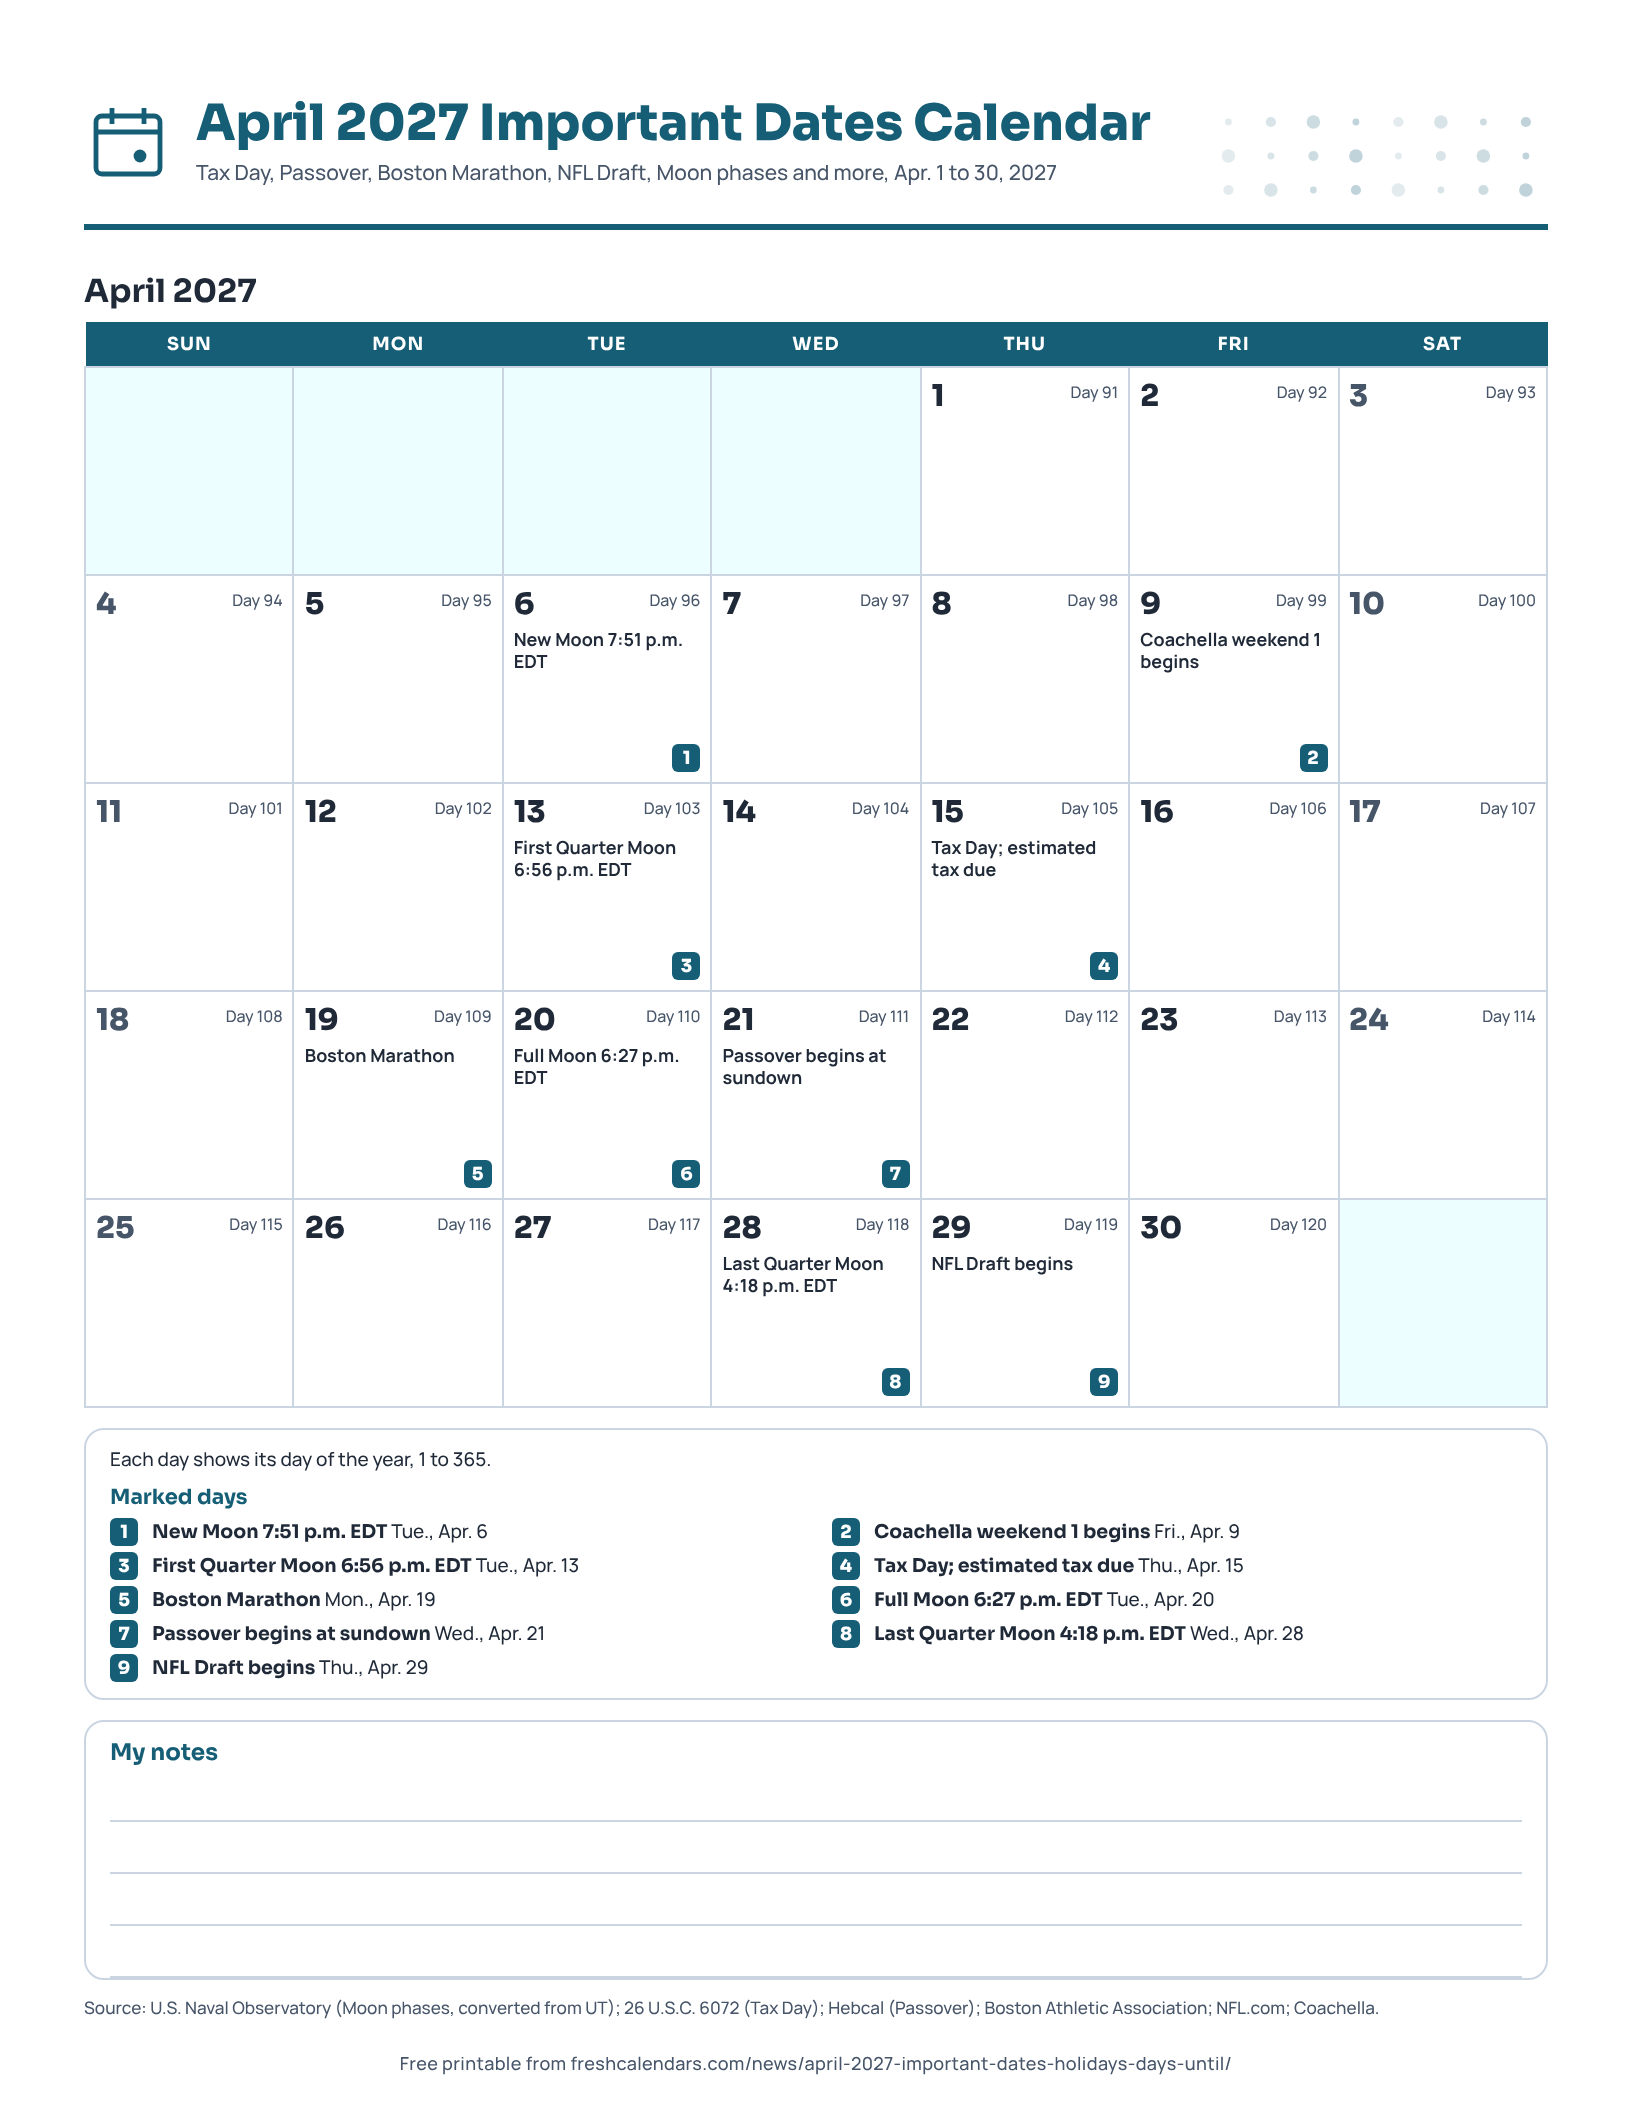 April 2027 Important Dates Calendar
Tax Day, Passover, Boston Marathon, NFL Draft, Moon phases and more, Apr. 1 to 30, 2027
April 2027
SUN MON TUE WED THU FRI SAT
1 Day 91 2 Day 92 3 Day 93
4 Day 94 5 Day 95 6 Day 96 7 Day 97 8 Day 98 9 Day 99 10 Day 100
New Moon 7:51 p.m. Coachella weekend 1
EDT begins
1 2
11 Day 101 12 Day 102 13 Day 103 14 Day 104 15 Day 105 16 Day 106 17 Day 107
First Quarter Moon Tax Day; estimated
6:56 p.m. EDT tax due
3 4
18 Day 108 19 Day 109 20 Day 110 21 Day 111 22 Day 112 23 Day 113 24 Day 114
Boston Marathon Full Moon 6:27 p.m. Passover begins at
EDT sundown
5 6 7
25 Day 115 26 Day 116 27 Day 117 28 Day 118 29 Day 119 30 Day 120
Last Quarter Moon NFL Draft begins
4:18 p.m. EDT
8 9
Each day shows its day of the year, 1 to 365.
Marked days
1 New Moon 7:51 p.m. EDT Tue., Apr. 6 2 Coachella weekend 1 begins Fri., Apr. 9
3 First Quarter Moon 6:56 p.m. EDT Tue., Apr. 13 4 Tax Day; estimated tax due Thu., Apr. 15
5 Boston Marathon Mon., Apr. 19 6 Full Moon 6:27 p.m. EDT Tue., Apr. 20
7 Passover begins at sundown Wed., Apr. 21 8 Last Quarter Moon 4:18 p.m. EDT Wed., Apr. 28
9 NFL Draft begins Thu., Apr. 29
My notes
Source: U.S. Naval Observatory (Moon phases, converted from UT); 26 U.S.C. 6072 (Tax Day); Hebcal (Passover); Boston Athletic Association; NFL.com; Coachella.
Free printable from freshcalendars.com/news/april-2027-important-dates-holidays-days-until/